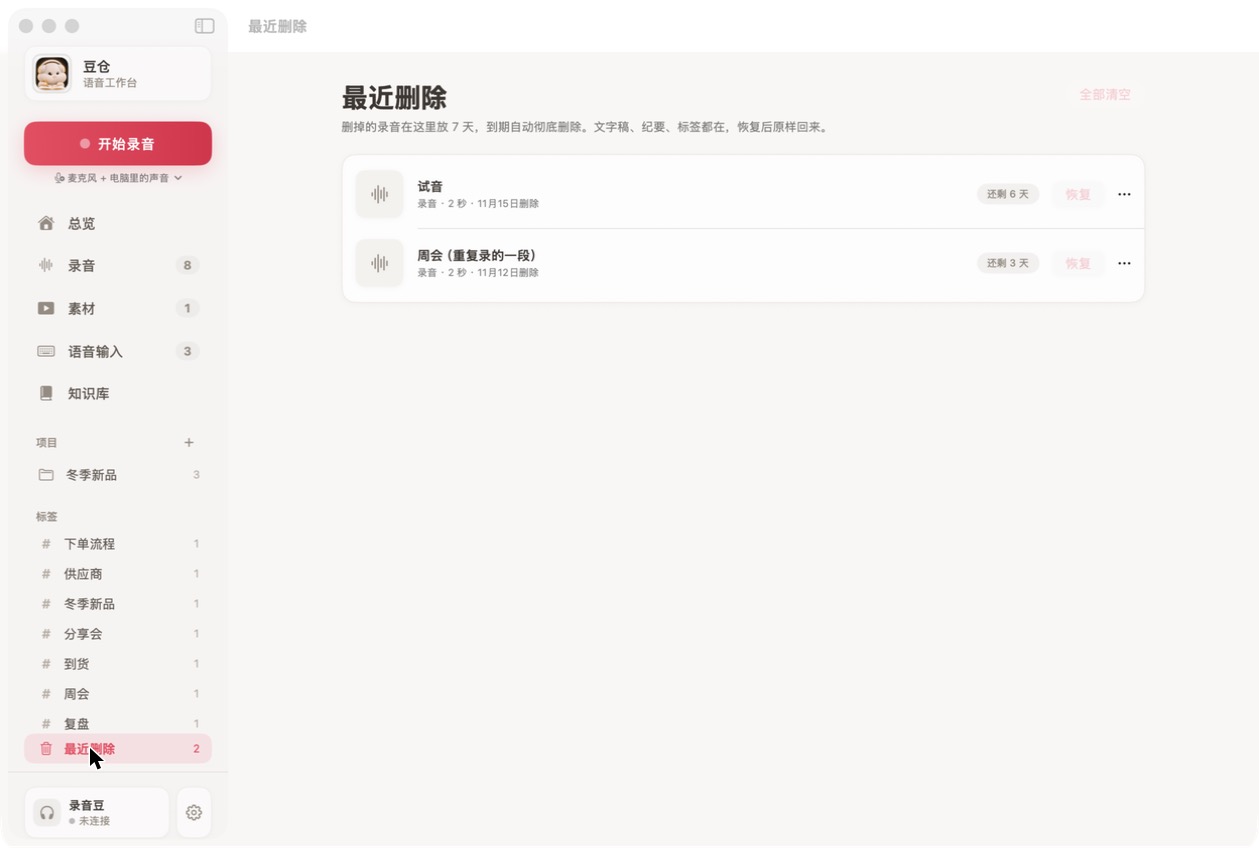 最近删除
豆仓
语音工作台
开始录音
麦克风 + 电脑里的声音
总览
录音 8
素材 1
语音输入 3
知识库
项目 +
冬季新品 3
标签
# 下单流程 1
# 供应商 1
# 冬季新品 1
# 分享会 1
# 到货 1
# 周会 1
# 复盘 1
最近删除 2
录音豆
未连接
最近删除
全部清空
删掉的录音在这里放 7 天，到期自动彻底删除。文字稿、纪要、标签都在，恢复后原样回来。
试音
录音 · 2 秒 · 11月15日删除
还剩 6 天 恢复 ···
周会（重复录的一段）
录音 · 2 秒 · 11月12日删除
还剩 3 天 恢复 ···